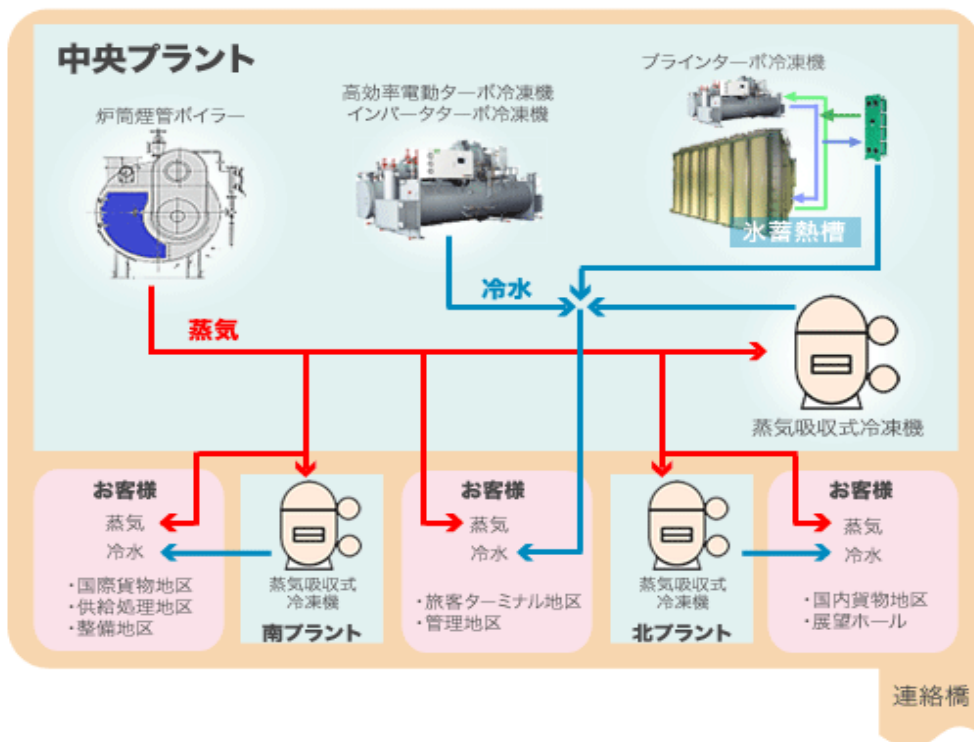 中央プラント
炉筒煙管ボイラー
高効率電動ターボ冷凍機
インバータターボ冷凍機
ブラインターボ冷凍機
氷蓄熱槽
冷水
蒸気
蒸気吸収式冷凍機
お客様
蒸気
冷水
・国際貨物地区
・供給処理地区
・整備地区
蒸気吸収式
冷凍機
南プラント
お客様
蒸気
冷水
・旅客ターミナル地区
・管理地区
蒸気吸収式
冷凍機
北プラント
お客様
蒸気
冷水
・国内貨物地区
・展望ホール
連絡橋